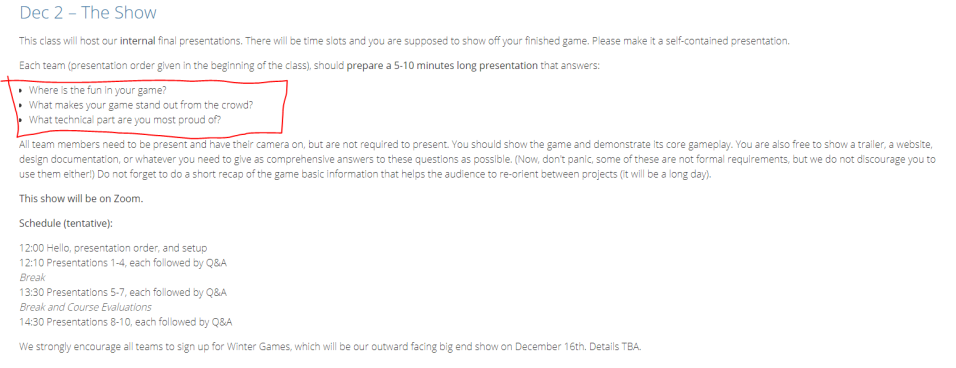 Dec 2 – The Show
This class will host our internal final presentations. There will be time slots and you are supposed to show off your finished game. Please make it a self-contained presentation.
Each team (presentation order given in the beginning of the class), should prepare a 5-10 minutes long presentation that answers:
• Where is the fun in your game?
• What makes your game stand out from the crowd?
• What technical part are you most proud of?
All team members need to be present and have their camera on, but are not required to present. You should show the game and demonstrate its core gameplay. You are also free to show a trailer, a website,
design documentation, or whatever you need to give as comprehensive answers to these questions as possible. (Now, don't panic, some of these are not formal requirements, but we do not discourage you to
use them either!) Do not forget to do a short recap of the game basic information that helps the audience to re-orient between projects (it will be a long day).
This show will be on Zoom.
Schedule (tentative):
12:00 Hello, presentation order, and setup
12:10 Presentations 1-4, each followed by Q&A
Break
13:30 Presentations 5-7, each followed by Q&A
Break and Course Evaluations
14:30 Presentations 8-10, each followed by Q&A
We strongly encourage all teams to sign up for Winter Games, which will be our outward facing big end show on December 16th. Details TBA.